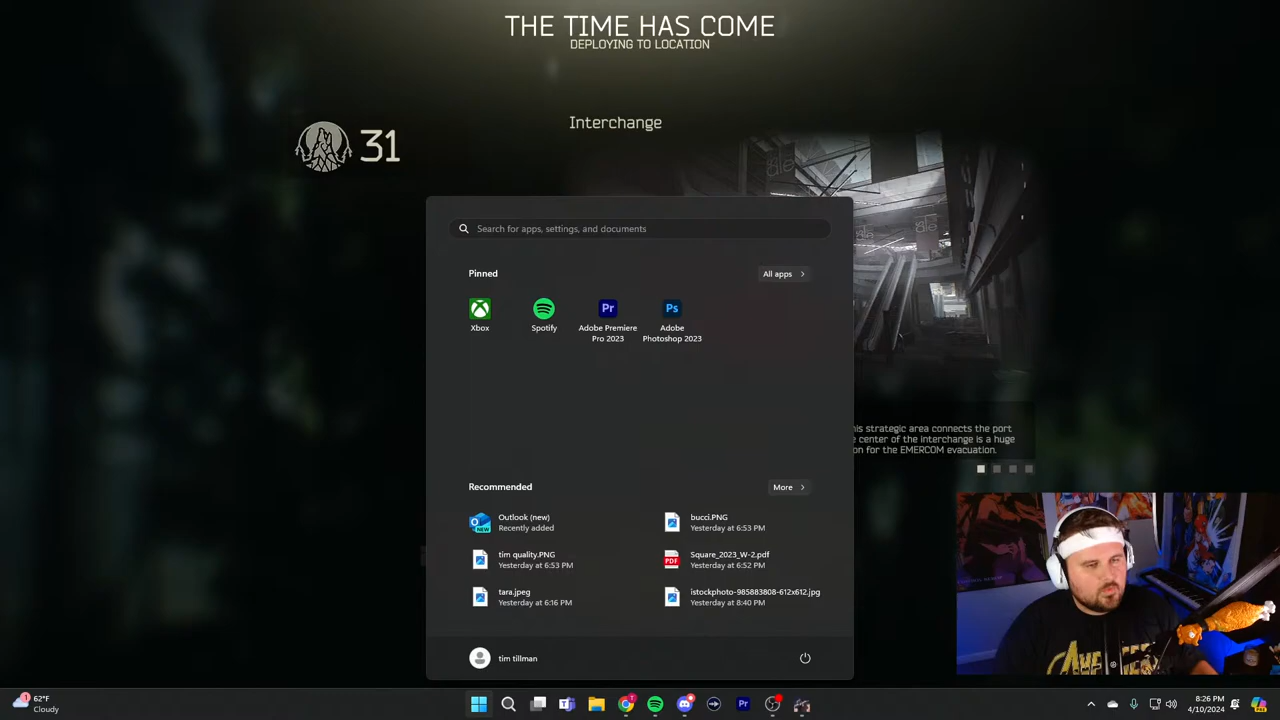 THE TIME HAS COME
DEPLOYING TO LOCATION
Interchange
31
Search for apps, settings, and documents
Pinned
All apps
Xbox
Spotify
Pr
Adobe Premiere
Pro 2023
Ps
Adobe
Photoshop 2023
his strategic area connects the port
e center of the interchange is a huge
on for the EMERCOM evacuation.
Recommended
More
Outlook (new)
Recently added
bucci.PNG
Yesterday at 6:53 PM
tim quality.PNG
Yesterday at 6:53 PM
PDF
Square_2023_W-2.pdf
Yesterday at 6:52 PM
tara.jpeg
Yesterday at 6:16 PM
istockphoto-985883808-612x612.jpg
Yesterday at 8:40 PM
tim tillman
62°F
Cloudy
Pr
8:26 PM
4/10/2024